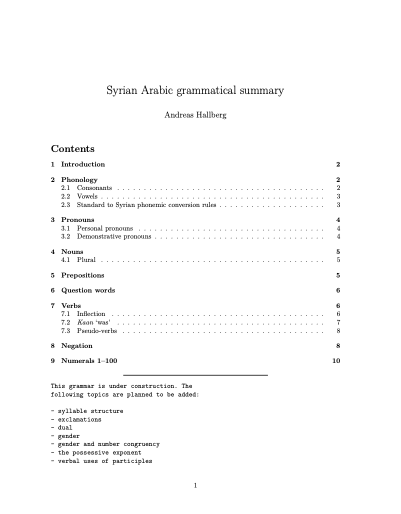 Syrian Arabic grammatical summary
Andreas Hallberg
Contents
1 Introduction 2
2 Phonology 2
2.1 Consonants . . . . . . . . . . . . . . . . . . . . . . . . . . . . . . . . 2
2.2 Vowels . . . . . . . . . . . . . . . . . . . . . . . . . . . . . . . . . . . 3
2.3 Standard to Syrian phonemic conversion rules . . . . . . . . . . . . . . 3
3 Pronouns 4
3.1 Personal pronouns . . . . . . . . . . . . . . . . . . . . . . . . . . . . 4
3.2 Demonstrative pronouns . . . . . . . . . . . . . . . . . . . . . . . . . 4
4 Nouns 5
4.1 Plural . . . . . . . . . . . . . . . . . . . . . . . . . . . . . . . . . . . 5
5 Prepositions 5
6 Question words 6
7 Verbs 6
7.1 Inflection . . . . . . . . . . . . . . . . . . . . . . . . . . . . . . . . . 6
7.2 Kaan ‘was’ . . . . . . . . . . . . . . . . . . . . . . . . . . . . . . . . 7
7.3 Pseudo-verbs . . . . . . . . . . . . . . . . . . . . . . . . . . . . . . . 8
8 Negation 8
9 Numerals 1–100 10
This grammar is under construction. The
following topics are planned to be added:
- syllable structure
- exclamations
- dual
- gender
- gender and number congruency
- the possessive exponent
- verbal uses of participles
1